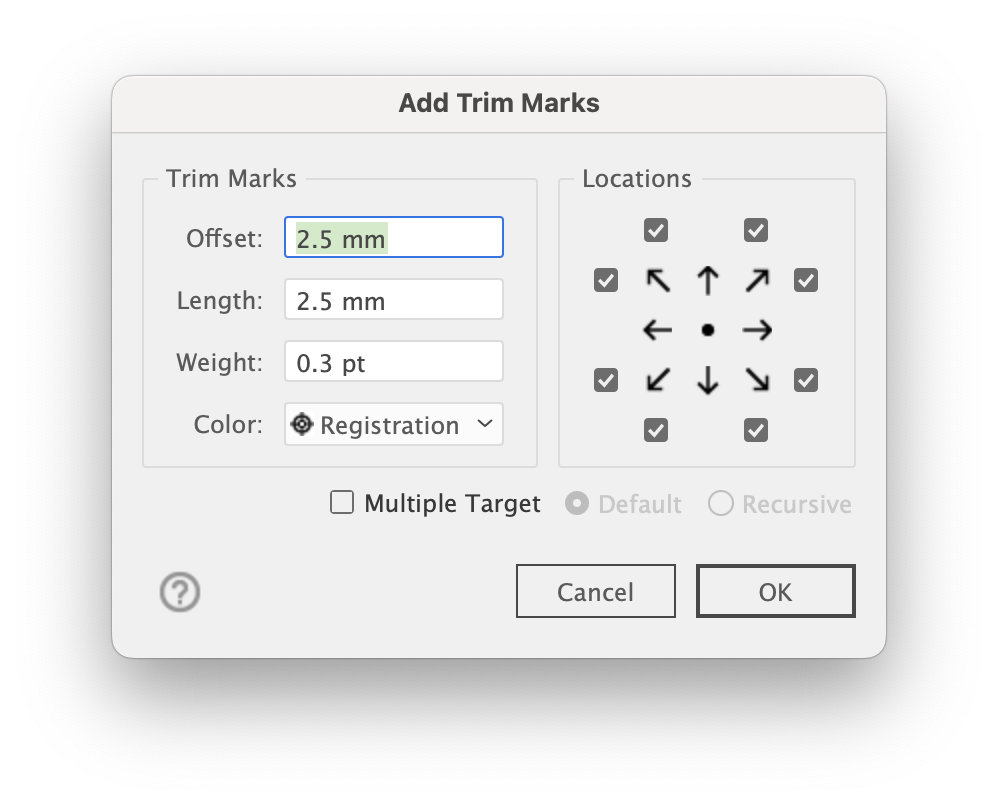 Add Trim Marks
Trim Marks
Offset: 2.5 mm
Length: 2.5 mm
Weight: 0.3 pt
Color: Registration
Locations
Multiple Target Default Recursive
? Cancel OK